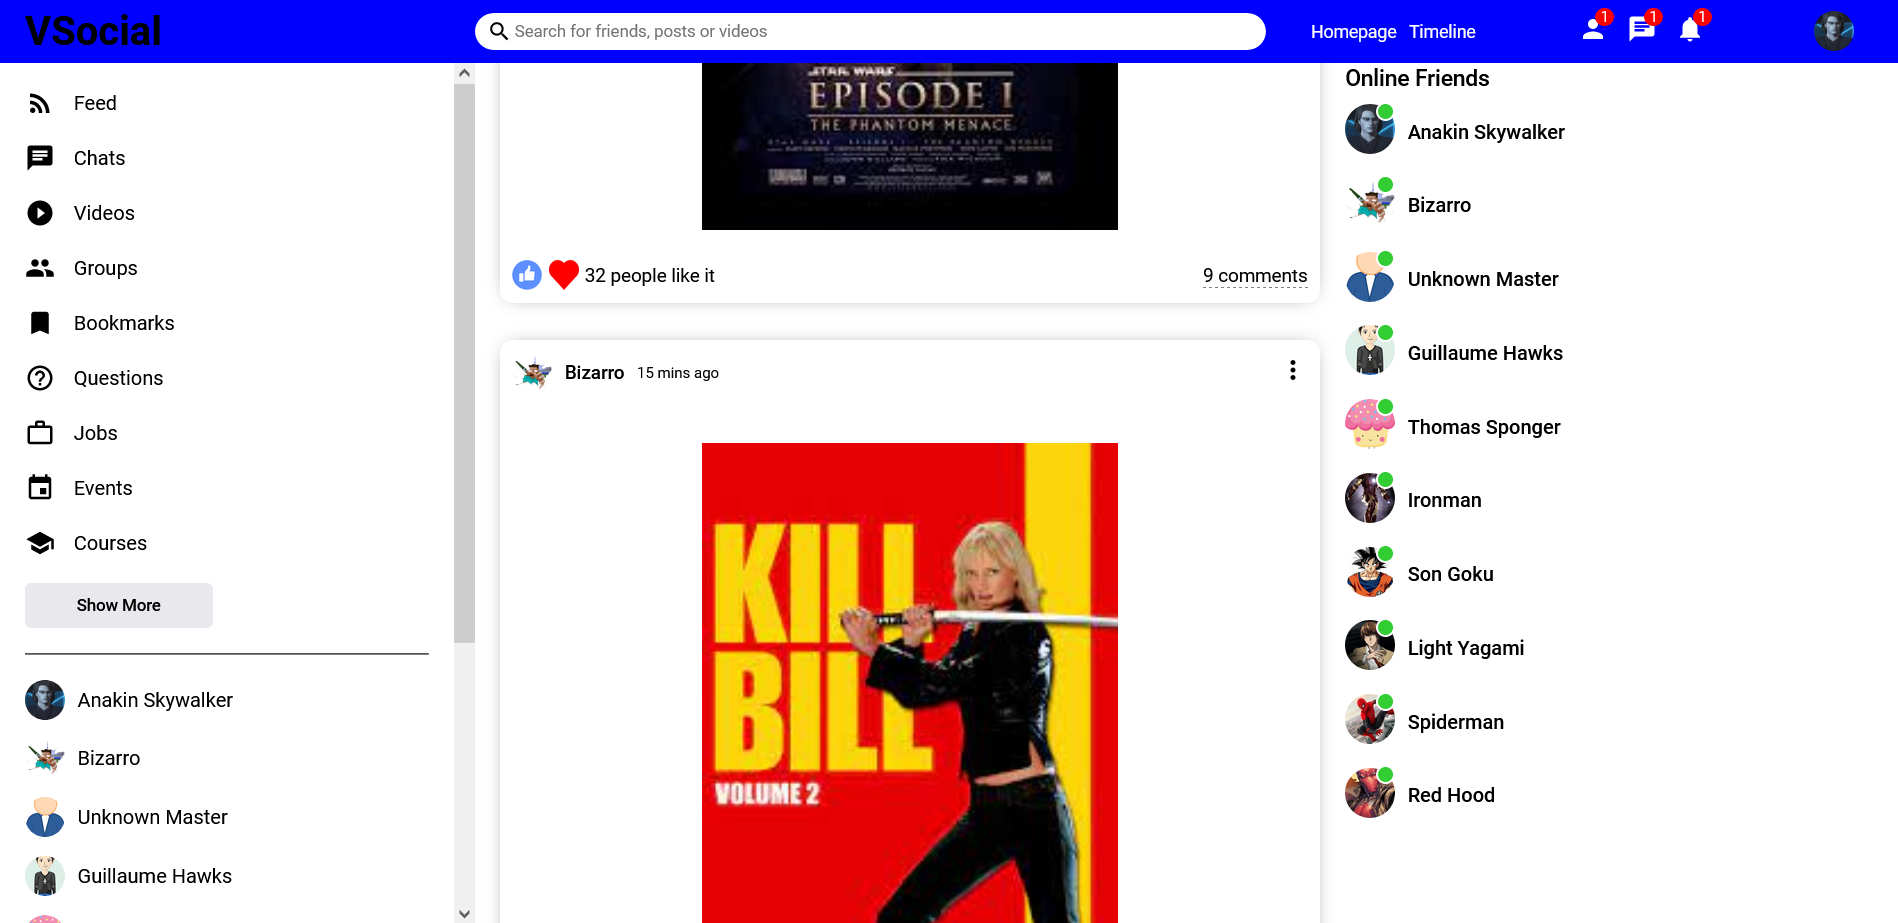 VSocial
Search for friends, posts or videos
Homepage
Timeline
1
1
1
Feed
Chats
Videos
Groups
Bookmarks
Questions
Jobs
Events
Courses
Show More
Anakin Skywalker
Bizarro
Unknown Master
Guillaume Hawks
STAR WARS
EPISODE I
THE PHANTOM MENACE
32 people like it
9 comments
Bizarro 15 mins ago
KILL
BILL
VOLUME 2
Online Friends
Anakin Skywalker
Bizarro
Unknown Master
Guillaume Hawks
Thomas Sponger
Ironman
Son Goku
Light Yagami
Spiderman
Red Hood